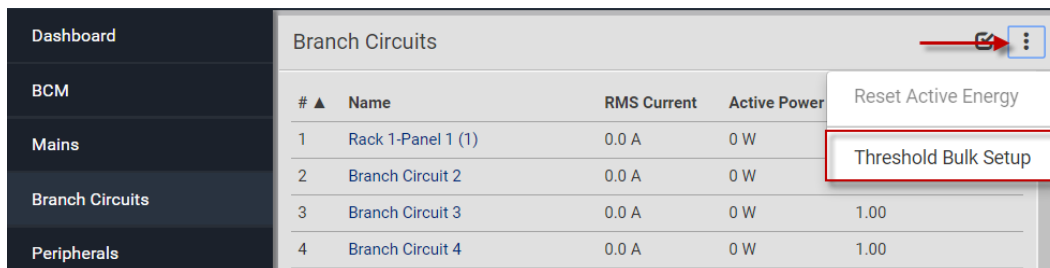 Dashboard
BCM
Mains
Branch Circuits
Peripherals
Branch Circuits
# ▲ Name RMS Current Active Power
1 Rack 1-Panel 1 (1) 0.0 A 0 W
2 Branch Circuit 2 0.0 A 0 W
3 Branch Circuit 3 0.0 A 0 W 1.00
4 Branch Circuit 4 0.0 A 0 W 1.00
Reset Active Energy
Threshold Bulk Setup